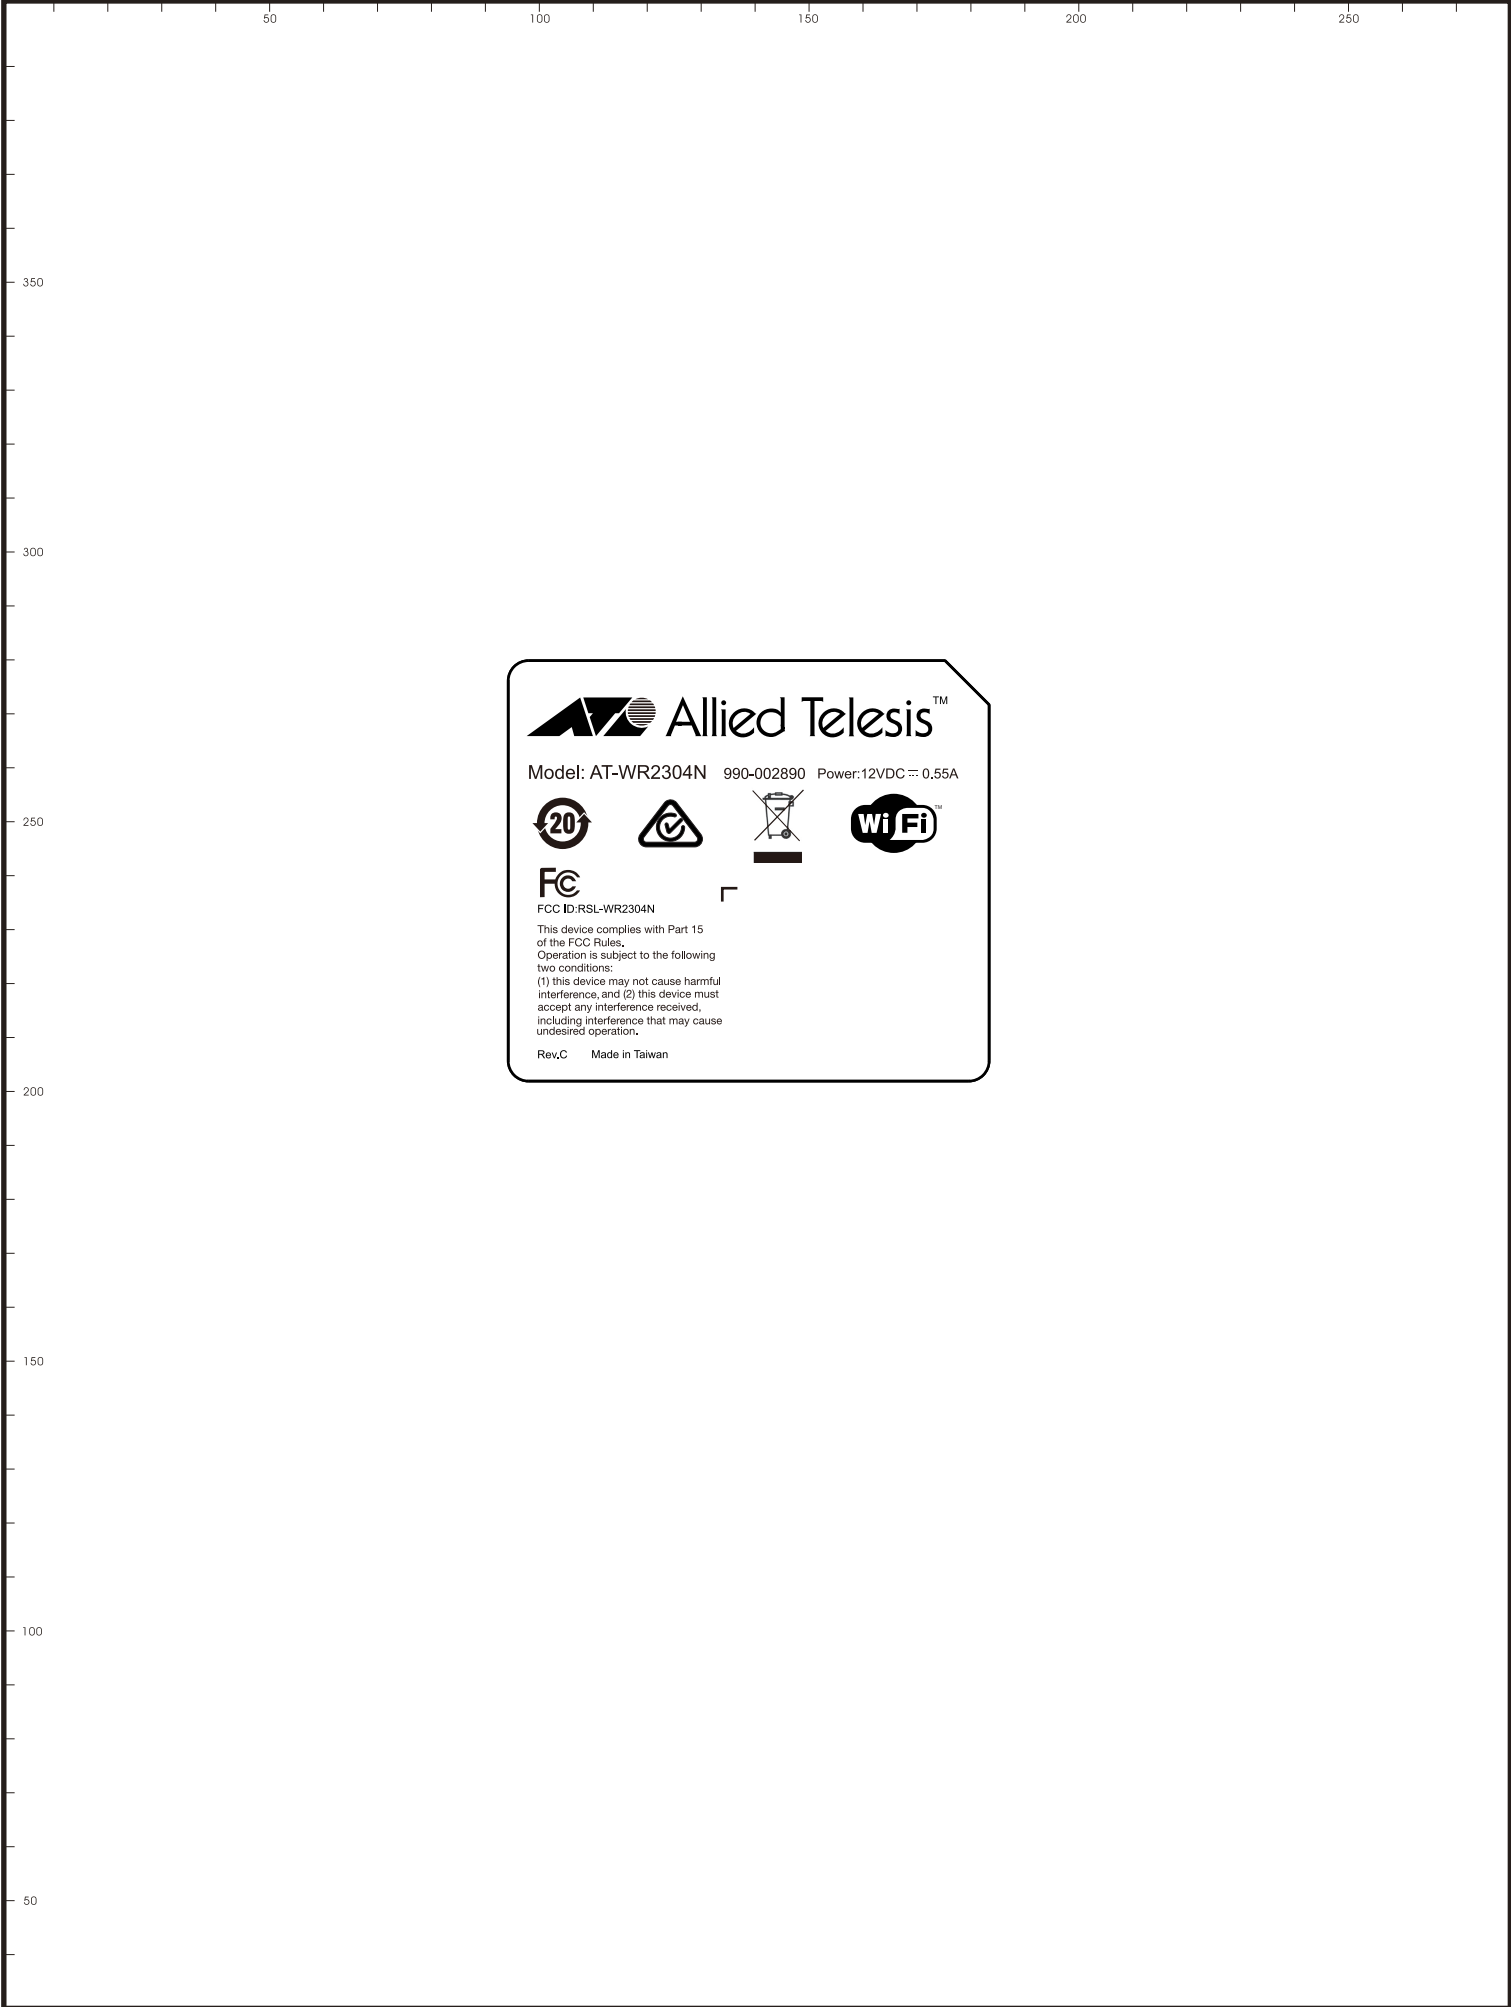 50 100 150 200 250
350
300
Allied Telesis™
Model: AT-WR2304N 990-002890 Power:12VDC ⎓ 0.55A
250
20 Wi Fi™
FC
FCC ID:RSL-WR2304N
This device complies with Part 15
of the FCC Rules.
Operation is subject to the following
two conditions:
(1) this device may not cause harmful
interference, and (2) this device must
accept any interference received,
including interference that may cause
undesired operation.
Rev.C Made in Taiwan
200
150
100
50